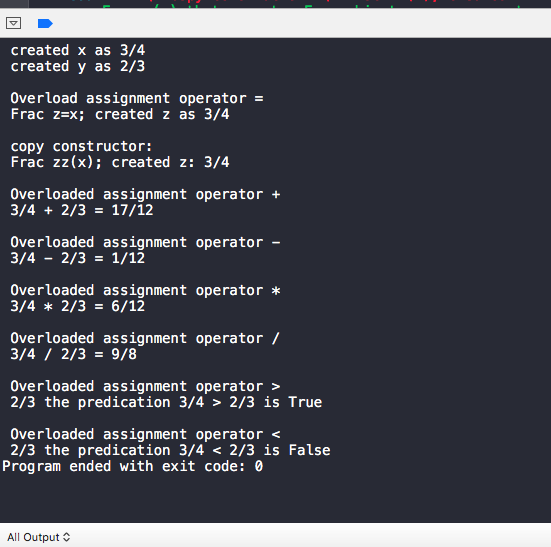 created x as 3/4
created y as 2/3
Overload assignment operator =
Frac z=x; created z as 3/4
copy constructor:
Frac zz(x); created z: 3/4
Overloaded assignment operator +
3/4 + 2/3 = 17/12
Overloaded assignment operator -
3/4 - 2/3 = 1/12
Overloaded assignment operator *
3/4 * 2/3 = 6/12
Overloaded assignment operator /
3/4 / 2/3 = 9/8
Overloaded assignment operator >
2/3 the predication 3/4 > 2/3 is True
Overloaded assignment operator <
2/3 the predication 3/4 < 2/3 is False
Program ended with exit code: 0
All Output